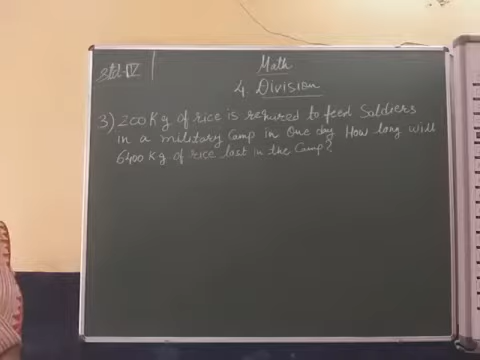 Std-IV
Math
4. Division
3) 200 Kg of rice is requred to feed Soldiers
in a military Camp in One day How long will
6400 Kg. of rice last in the Camp?